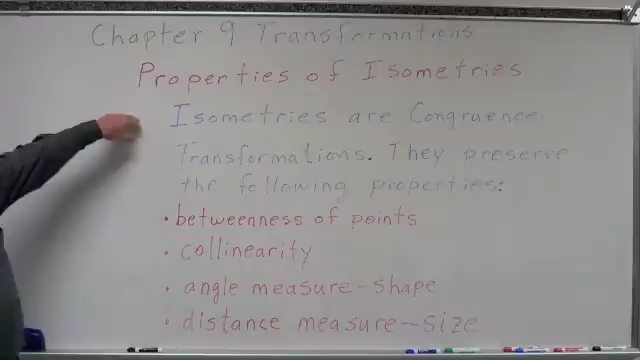 Chapter 9 Transformations
Properties of Isometries
Isometries are Congruence
Transformations. They preserve
the following properties:
• betweenness of points
• collinearity
• angle measure - shape
• distance measure - size